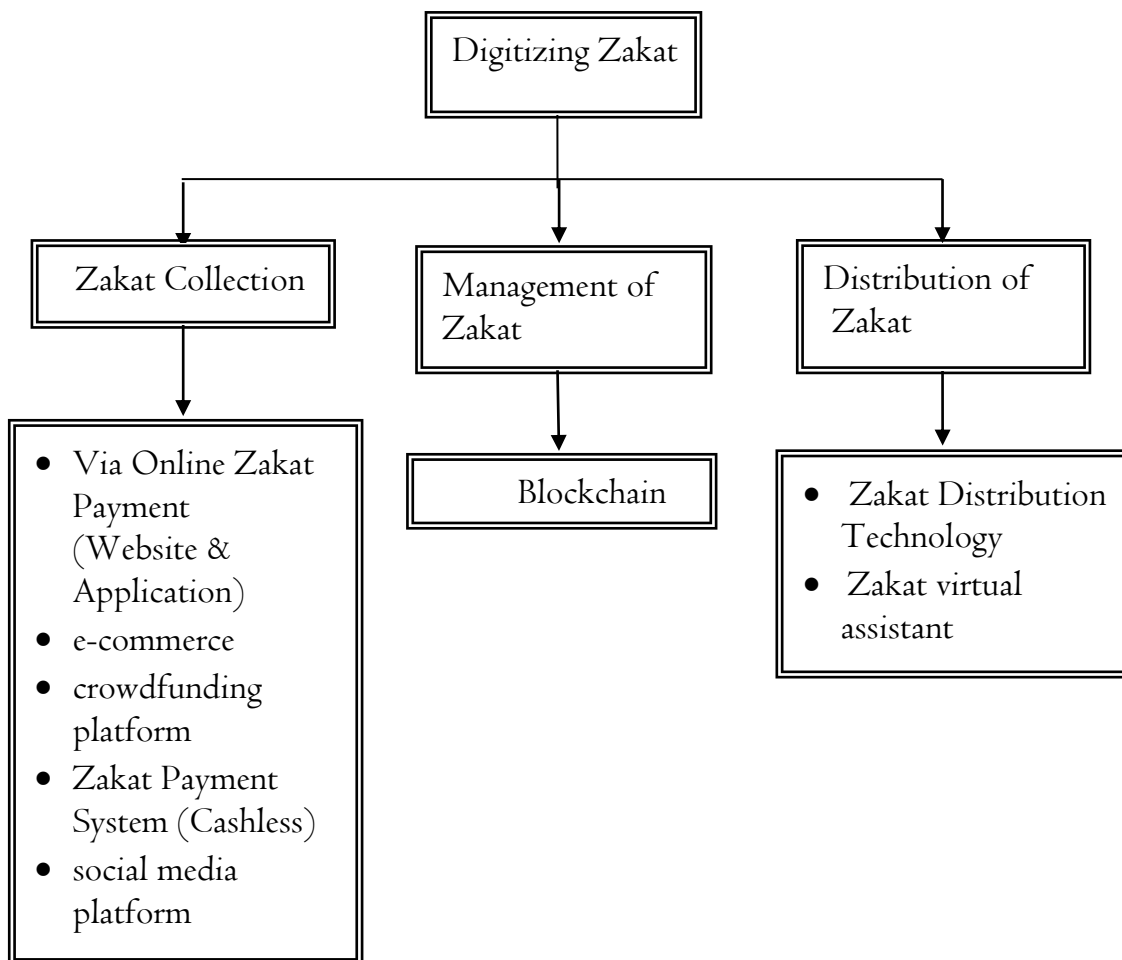 Digitizing Zakat
Zakat Collection
Management of
Zakat
Distribution of
Zakat
• Via Online Zakat
Payment
(Website &
Application)
• e-commerce
• crowdfunding
platform
• Zakat Payment
System (Cashless)
• social media
platform
Blockchain
• Zakat Distribution
Technology
• Zakat virtual
assistant